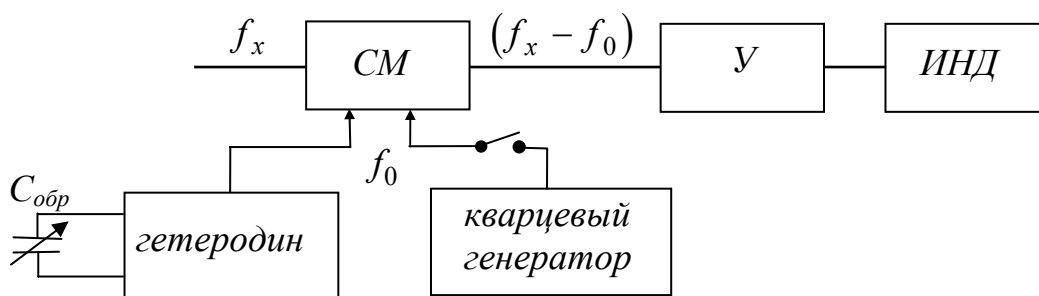 f_x
СМ
(f_x − f_0)
У
ИНД
f_0
C_обр
гетеродин
кварцевый
генератор